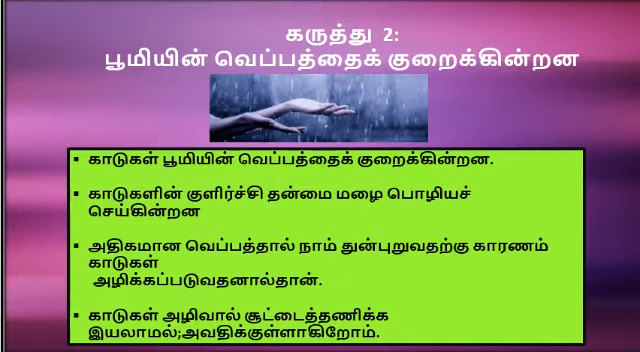 கருத்து 2:
பூமியின் வெப்பத்தைக் குறைக்கின்றன
▪ காடுகள் பூமியின் வெப்பத்தைக் குறைக்கின்றன.
▪ காடுகளின் குளிர்ச்சி தன்மை மழை பொழியச்
செய்கின்றன
▪ அதிகமான வெப்பத்தால் நாம் துன்புறுவதற்கு காரணம்
காடுகள்
அழிக்கப்படுவதனால்தான்.
▪ காடுகள் அழிவால் சூட்டைத்தணிக்க
இயலாமல்;அவதிக்குள்ளாகிறோம்.